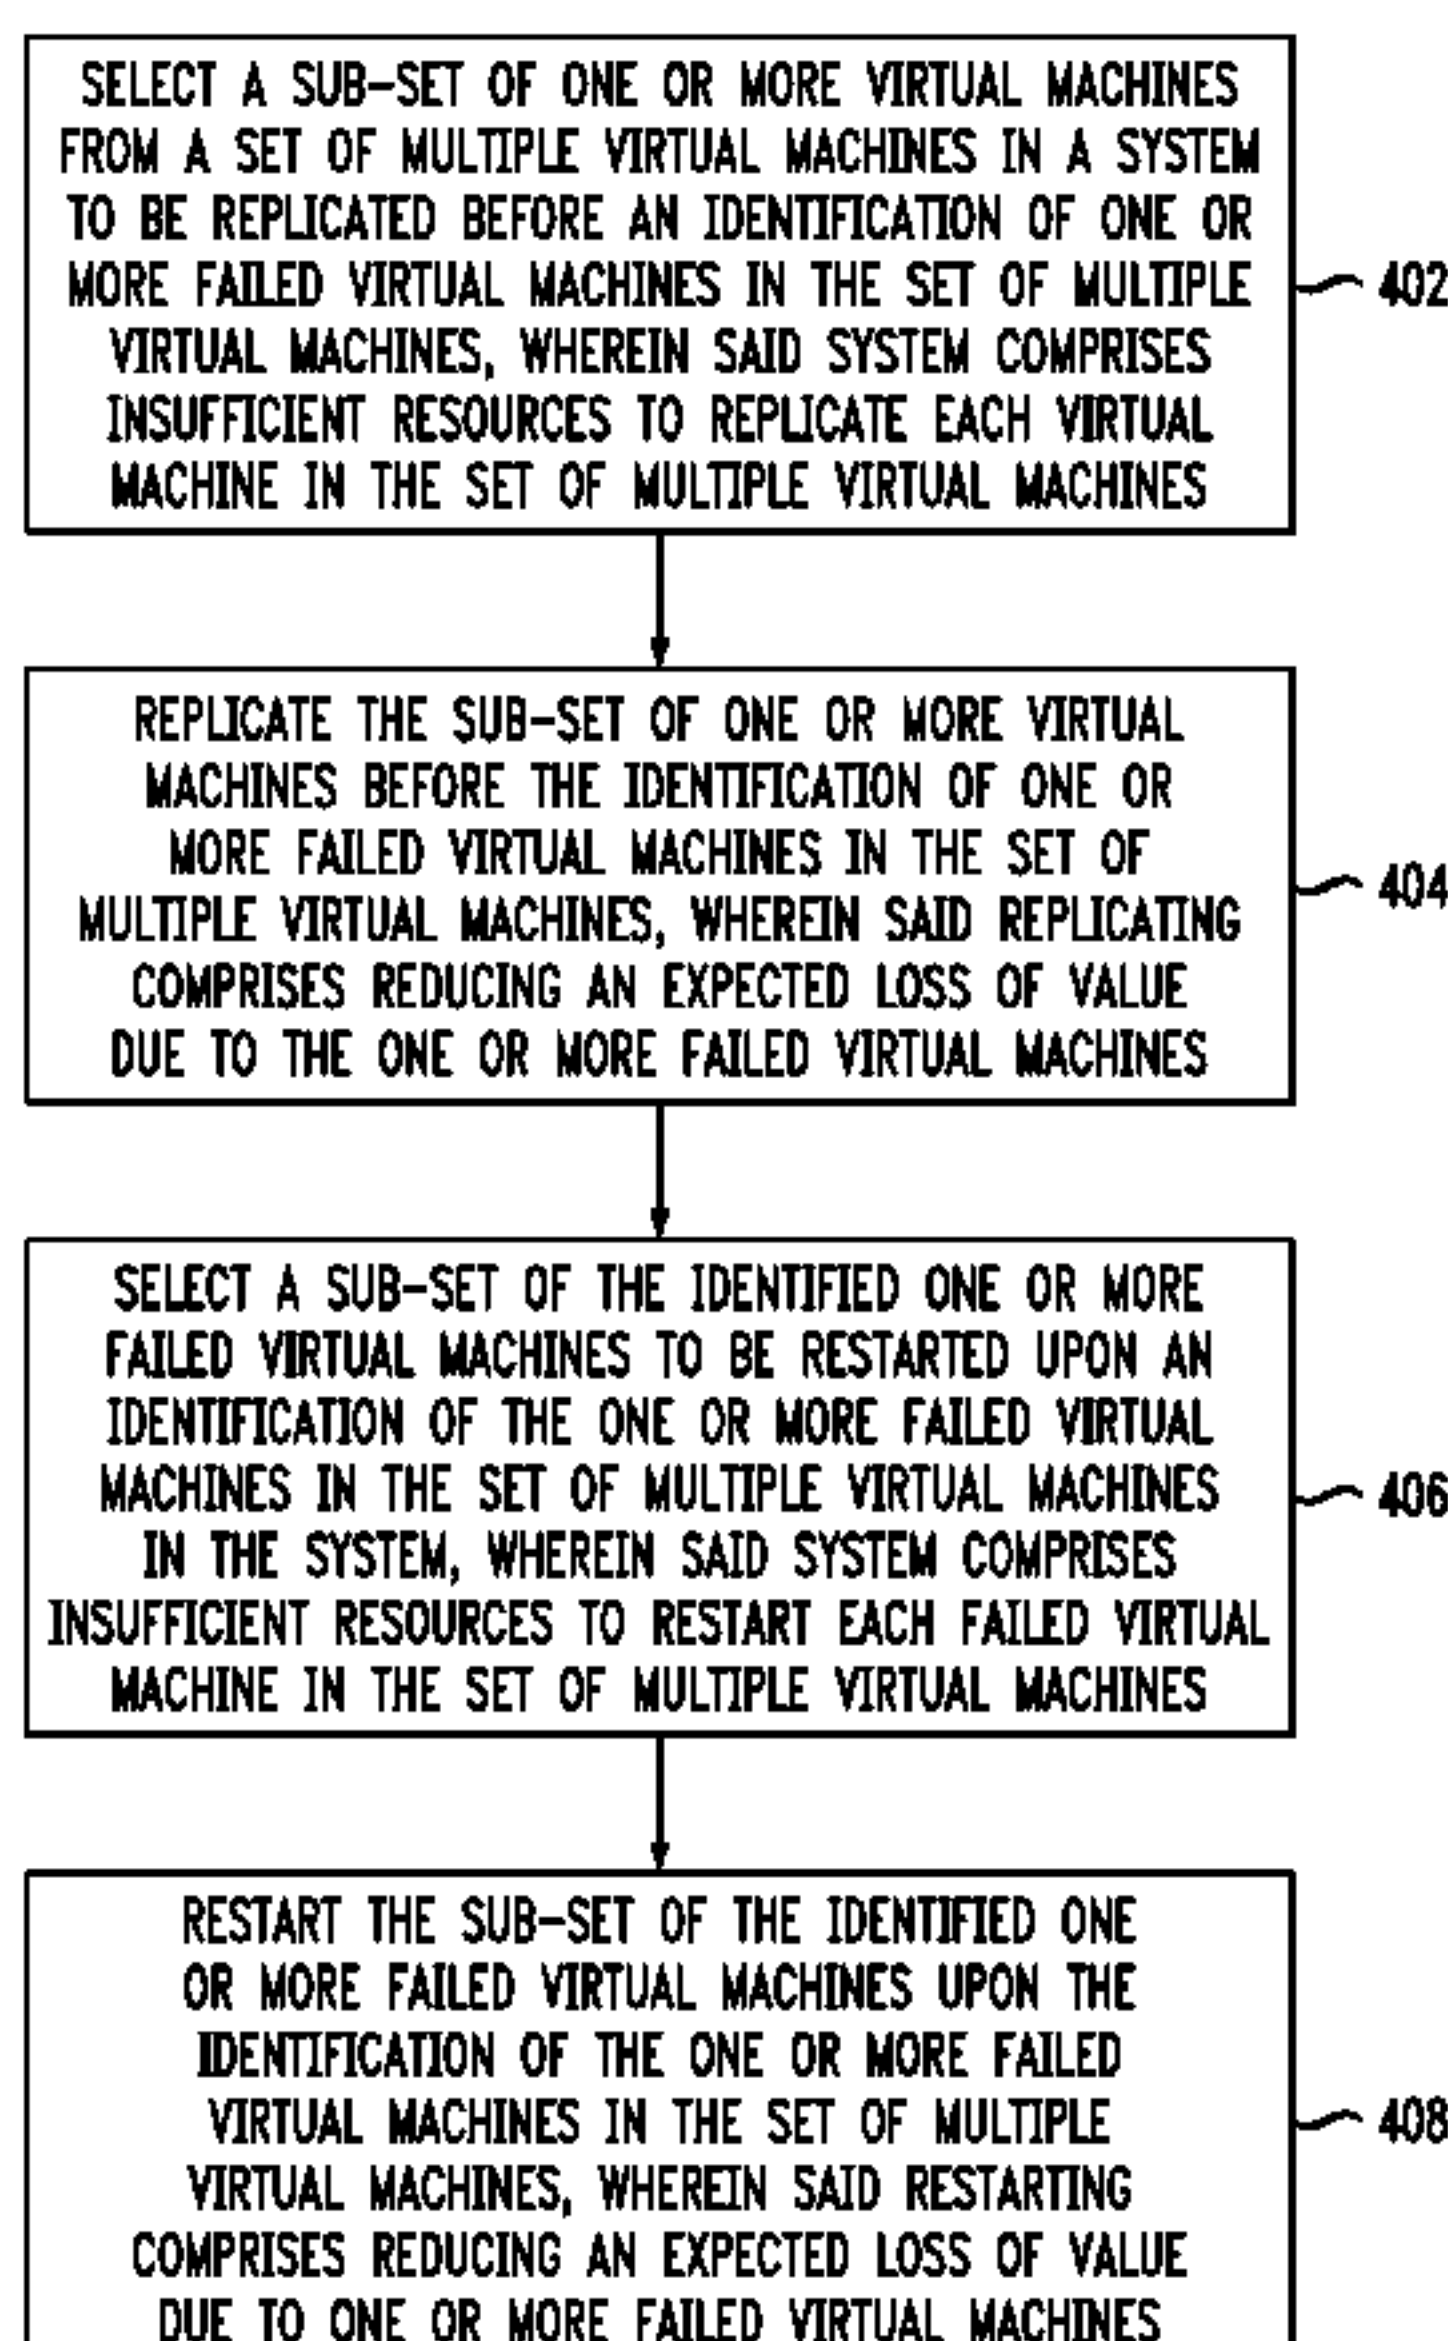 SELECT A SUB-SET OF ONE OR MORE VIRTUAL MACHINES
FROM A SET OF MULTIPLE VIRTUAL MACHINES IN A SYSTEM
TO BE REPLICATED BEFORE AN IDENTIFICATION OF ONE OR
MORE FAILED VIRTUAL MACHINES IN THE SET OF MULTIPLE
VIRTUAL MACHINES, WHEREIN SAID SYSTEM COMPRISES
INSUFFICIENT RESOURCES TO REPLICATE EACH VIRTUAL
MACHINE IN THE SET OF MULTIPLE VIRTUAL MACHINES
402
REPLICATE THE SUB-SET OF ONE OR MORE VIRTUAL
MACHINES BEFORE THE IDENTIFICATION OF ONE OR
MORE FAILED VIRTUAL MACHINES IN THE SET OF
MULTIPLE VIRTUAL MACHINES, WHEREIN SAID REPLICATING
COMPRISES REDUCING AN EXPECTED LOSS OF VALUE
DUE TO THE ONE OR MORE FAILED VIRTUAL MACHINES
404
SELECT A SUB-SET OF THE IDENTIFIED ONE OR MORE
FAILED VIRTUAL MACHINES TO BE RESTARTED UPON AN
IDENTIFICATION OF THE ONE OR MORE FAILED VIRTUAL
MACHINES IN THE SET OF MULTIPLE VIRTUAL MACHINES
IN THE SYSTEM, WHEREIN SAID SYSTEM COMPRISES
INSUFFICIENT RESOURCES TO RESTART EACH FAILED VIRTUAL
MACHINE IN THE SET OF MULTIPLE VIRTUAL MACHINES
406
RESTART THE SUB-SET OF THE IDENTIFIED ONE
OR MORE FAILED VIRTUAL MACHINES UPON THE
IDENTIFICATION OF THE ONE OR MORE FAILED
VIRTUAL MACHINES IN THE SET OF MULTIPLE
VIRTUAL MACHINES, WHEREIN SAID RESTARTING
COMPRISES REDUCING AN EXPECTED LOSS OF VALUE
DUE TO ONE OR MORE FAILED VIRTUAL MACHINES
408